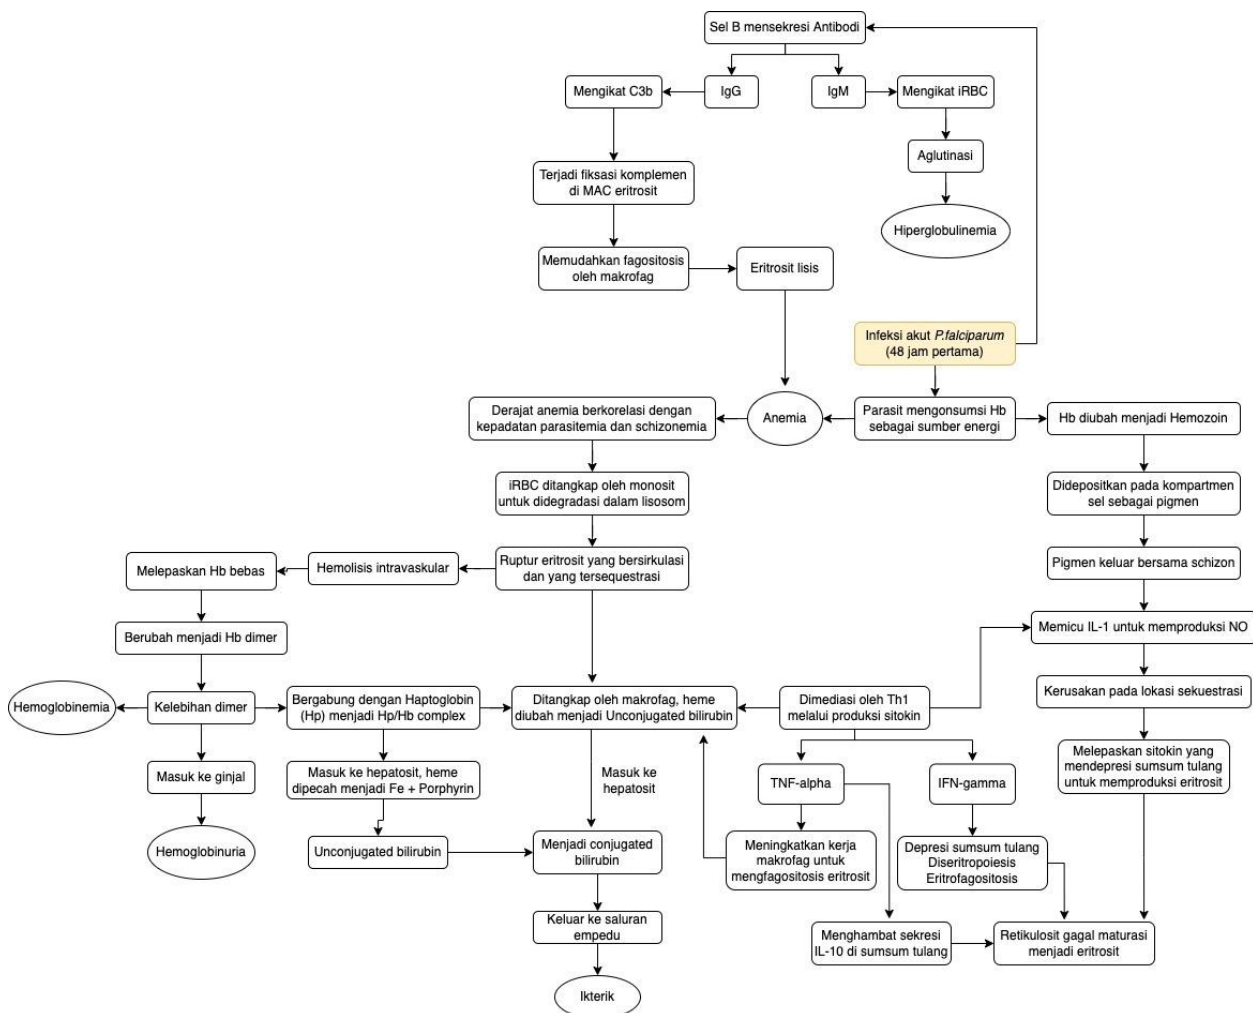 Sel B mensekresi Antibodi
Mengikat C3b
IgG
IgM
Mengikat iRBC
Aglutinasi
Terjadi fiksasi komplemen
di MAC eritrosit
Hiperglobulinemia
Memudahkan fagositosis
oleh makrofag
Eritrosit lisis
Infeksi akut P.falciparum
(48 jam pertama)
Derajat anemia berkorelasi dengan
kepadatan parasitemia dan schizonemia
Anemia
Parasit mengonsumsi Hb
sebagai sumber energi
Hb diubah menjadi Hemozoin
iRBC ditangkap oleh monosit
untuk didegradasi dalam lisosom
Didepositkan pada kompartmen
sel sebagai pigmen
Melepaskan Hb bebas
Hemolisis intravaskular
Ruptur eritrosit yang bersirkulasi
dan yang tersequestrasi
Pigmen keluar bersama schizon
Berubah menjadi Hb dimer
Memicu IL-1 untuk memproduksi NO
Hemoglobinemia
Kelebihan dimer
Bergabung dengan Haptoglobin
(Hp) menjadi Hp/Hb complex
Ditangkap oleh makrofag, heme
diubah menjadi Unconjugated bilirubin
Dimediasi oleh Th1
melalui produksi sitokin
Kerusakan pada lokasi sekuestrasi
Masuk ke ginjal
Masuk ke hepatosit, heme
dipecah menjadi Fe + Porphyrin
Masuk ke
hepatosit
TNF-alpha
IFN-gamma
Melepaskan sitokin yang
mendepresi sumsum tulang
untuk memproduksi eritrosit
Hemoglobinuria
Unconjugated bilirubin
Menjadi conjugated
bilirubin
Meningkatkan kerja
makrofag untuk
mengfagositosis eritrosit
Depresi sumsum tulang
Diseritropoiesis
Eritrofagositosis
Keluar ke saluran
empedu
Menghambat sekresi
IL-10 di sumsum tulang
Retikulosit gagal maturasi
menjadi eritrosit
Ikterik